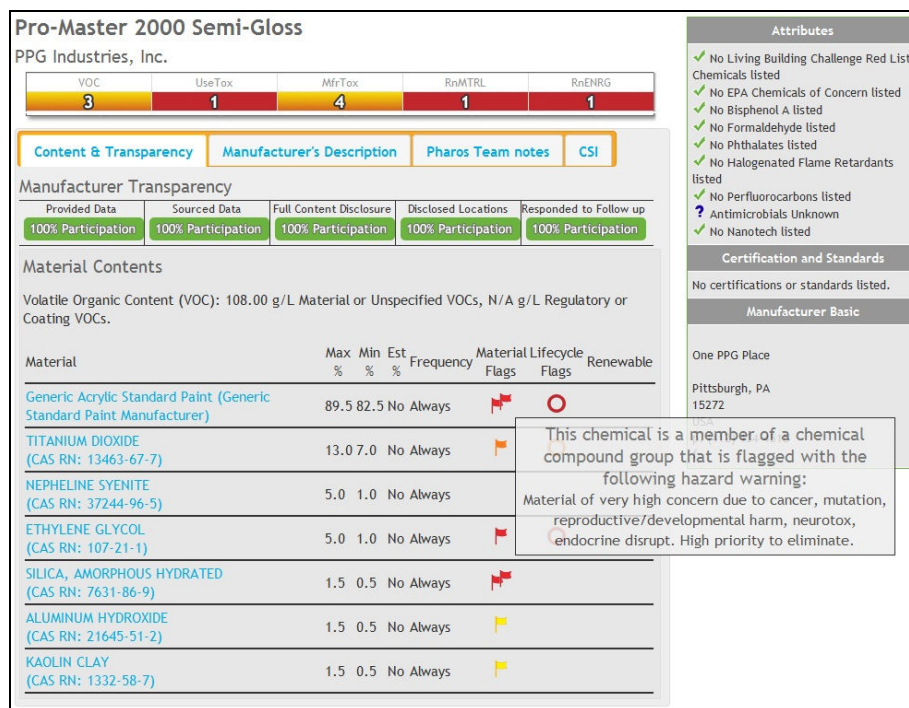 Pro-Master 2000 Semi-Gloss
PPG Industries, Inc.
VOC UseTox MfrTox RnMTRL RnENRG
3 1 4 1 1
Content & Transparency Manufacturer's Description Pharos Team notes CSI
Manufacturer Transparency
Provided Data Sourced Data Full Content Disclosure Disclosed Locations Responded to Follow up
100% Participation 100% Participation 100% Participation 100% Participation 100% Participation
Material Contents
Volatile Organic Content (VOC): 108.00 g/L Material or Unspecified VOCs, N/A g/L Regulatory or
Coating VOCs.
Material Max % Min % Est % Frequency Material Flags Lifecycle Flags Renewable
Generic Acrylic Standard Paint (Generic
Standard Paint Manufacturer) 89.5 82.5 No Always
TITANIUM DIOXIDE
(CAS RN: 13463-67-7) 13.0 7.0 No Always
NEPHELINE SYENITE
(CAS RN: 37244-96-5) 5.0 1.0 No Always
ETHYLENE GLYCOL
(CAS RN: 107-21-1) 5.0 1.0 No Always
SILICA, AMORPHOUS HYDRATED
(CAS RN: 7631-86-9) 1.5 0.5 No Always
ALUMINUM HYDROXIDE
(CAS RN: 21645-51-2) 1.5 0.5 No Always
KAOLIN CLAY
(CAS RN: 1332-58-7) 1.5 0.5 No Always
This chemical is a member of a chemical
compound group that is flagged with the
following hazard warning:
Material of very high concern due to cancer, mutation,
reproductive/developmental harm, neurotox,
endocrine disrupt. High priority to eliminate.
Attributes
No Living Building Challenge Red List
Chemicals listed
No EPA Chemicals of Concern listed
No Bisphenol A listed
No Formaldehyde listed
No Phthalates listed
No Halogenated Flame Retardants
listed
No Perfluorocarbons listed
? Antimicrobials Unknown
No Nanotech listed
Certification and Standards
No certifications or standards listed.
Manufacturer Basic
One PPG Place
Pittsburgh, PA
15272
USA